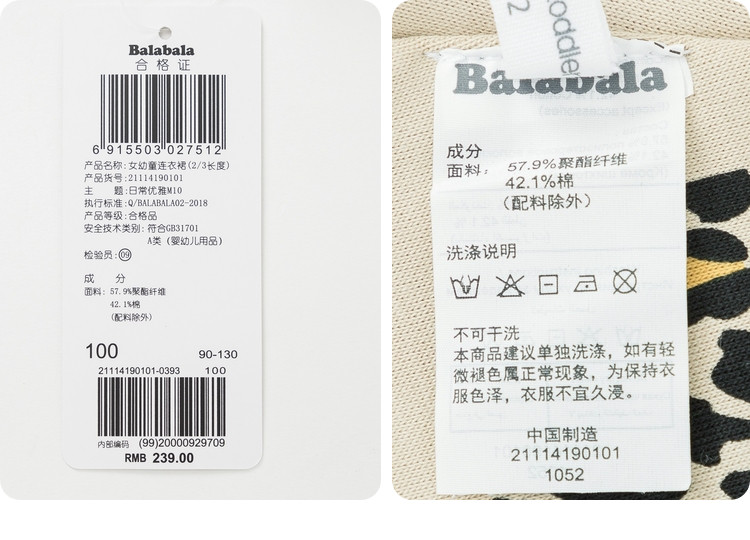 Balabala
合格证
6 915503 027512
产品名称:女幼童连衣裙(2/3长度)
产品货号:21114190101
主 题:日常优雅M10
执行标准:Q/BALABALA02-2018
产品等级:合格品
安全技术类别:符合GB31701
A类(婴幼儿用品)
检验员:09
成 分
面料:57.9%聚酯纤维
42.1%棉
(配料除外)
100 90-130
21114190101-0393 100
内部编码 (99)20000929709
RMB 239.00
2
oddler
Balabala
成分
面料: 57.9%聚酯纤维
42.1%棉
(配料除外)
洗涤说明
不可干洗
本商品建议单独洗涤,如有轻
微褪色属正常现象,为保持衣
服色泽,衣服不宜久浸。
中国制造
21114190101
1052